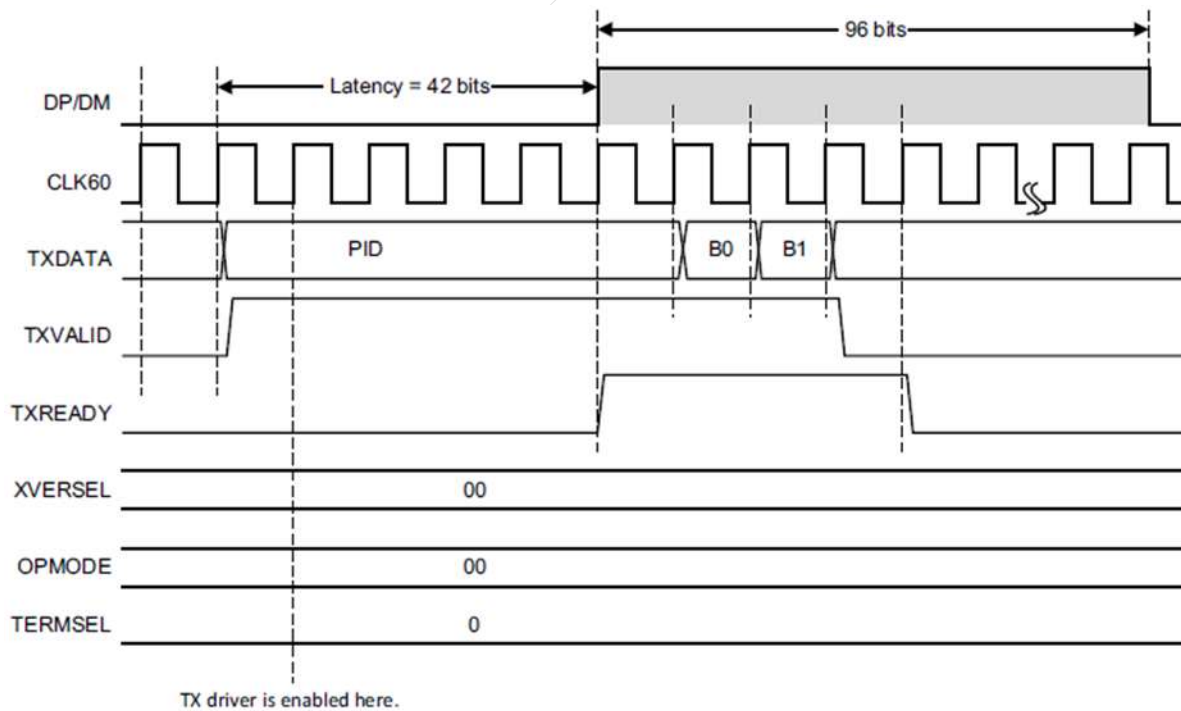 96 bits
Latency = 42 bits
DP/DM
CLK60
TXDATA
PID
B0
B1
TXVALID
TXREADY
XVERSEL
00
OPMODE
00
TERMSEL
0
TX driver is enabled here.